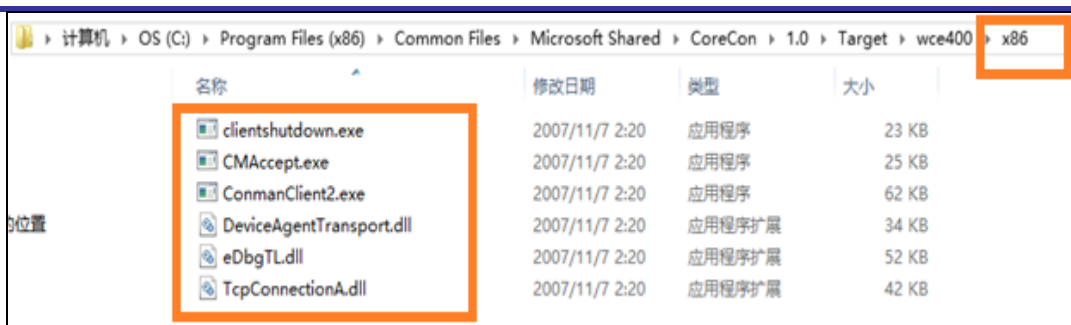 计算机 OS (C:) Program Files (x86) Common Files Microsoft Shared CoreCon 1.0 Target wce400 x86
名称 修改日期 类型 大小
clientshutdown.exe 2007/11/7 2:20 应用程序 23 KB
CMAccept.exe 2007/11/7 2:20 应用程序 25 KB
ConmanClient2.exe 2007/11/7 2:20 应用程序 62 KB
的位置 DeviceAgentTransport.dll 2007/11/7 2:20 应用程序扩展 34 KB
eDbgTL.dll 2007/11/7 2:20 应用程序扩展 52 KB
TcpConnectionA.dll 2007/11/7 2:20 应用程序扩展 42 KB